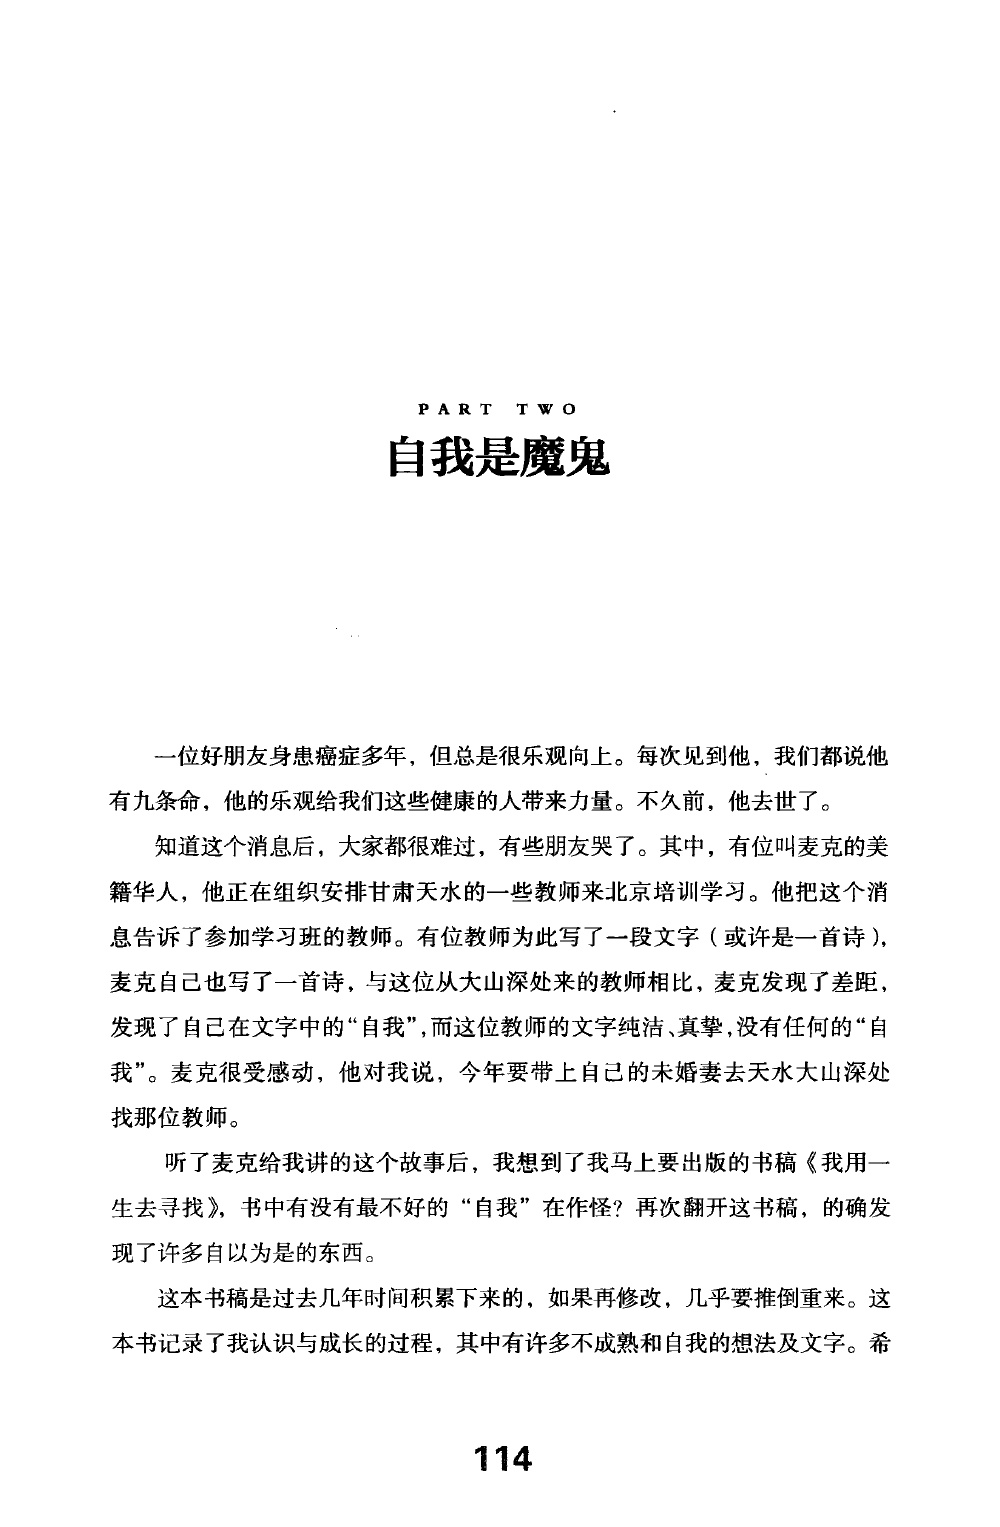 PART TWO
自我是魔鬼
一位好朋友身患癌症多年，但总是很乐观向上。每次见到他，我们都说他
有九条命，他的乐观给我们这些健康的人带来力量。不久前，他去世了。
知道这个消息后，大家都很难过，有些朋友哭了。其中，有位叫麦克的美
籍华人，他正在组织安排甘肃天水的一些教师来北京培训学习。他把这个消
息告诉了参加学习班的教师。有位教师为此写了一段文字（或许是一首诗），
麦克自己也写了一首诗，与这位从大山深处来的教师相比，麦克发现了差距，
发现了自己在文字中的“自我”，而这位教师的文字纯洁、真挚，没有任何的“自
我”。麦克很受感动，他对我说，今年要带上自己的未婚妻去天水大山深处
找那位教师。
听了麦克给我讲的这个故事后，我想到了我马上要出版的书稿《我用一
生去寻找》，书中有没有最不好的“自我”在作怪？再次翻开这书稿，的确发
现了许多自以为是的东西。
这本书稿是过去几年时间积累下来的，如果再修改，几乎要推倒重来。这
本书记录了我认识与成长的过程，其中有许多不成熟和自我的想法及文字。希
114